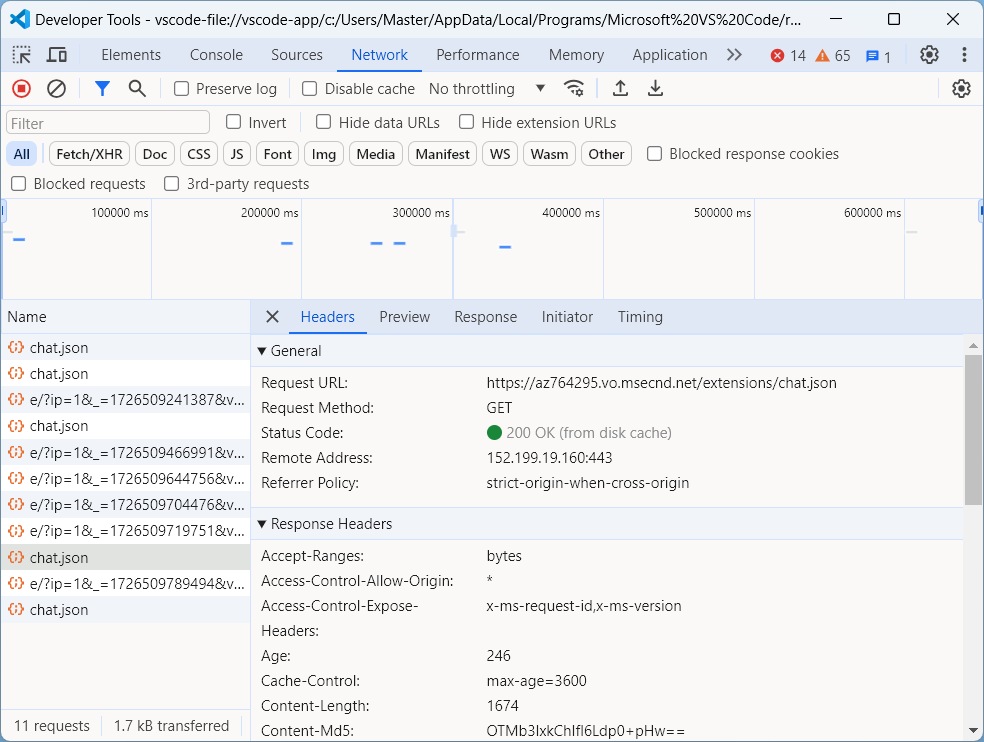 Developer Tools - vscode-file://vscode-app/c:/Users/Master/AppData/Local/Programs/Microsoft%20VS%20Code/r...
Elements Console Sources Network Performance Memory Application 14 65 1
Preserve log Disable cache No throttling
Filter Invert Hide data URLs Hide extension URLs
All Fetch/XHR Doc CSS JS Font Img Media Manifest WS Wasm Other Blocked response cookies
Blocked requests 3rd-party requests
100000 ms 200000 ms 300000 ms 400000 ms 500000 ms 600000 ms
Name
chat.json
chat.json
e/?ip=1&_=1726509241387&v...
chat.json
e/?ip=1&_=1726509466991&v...
e/?ip=1&_=1726509644756&v...
e/?ip=1&_=1726509704476&v...
e/?ip=1&_=1726509719751&v...
chat.json
e/?ip=1&_=1726509789494&v...
chat.json
11 requests 1.7 kB transferred
Headers Preview Response Initiator Timing
General
Request URL: https://az764295.vo.msecnd.net/extensions/chat.json
Request Method: GET
Status Code: 200 OK (from disk cache)
Remote Address: 152.199.19.160:443
Referrer Policy: strict-origin-when-cross-origin
Response Headers
Accept-Ranges: bytes
Access-Control-Allow-Origin: *
Access-Control-Expose- x-ms-request-id,x-ms-version
Headers:
Age: 246
Cache-Control: max-age=3600
Content-Length: 1674
Content-Md5: